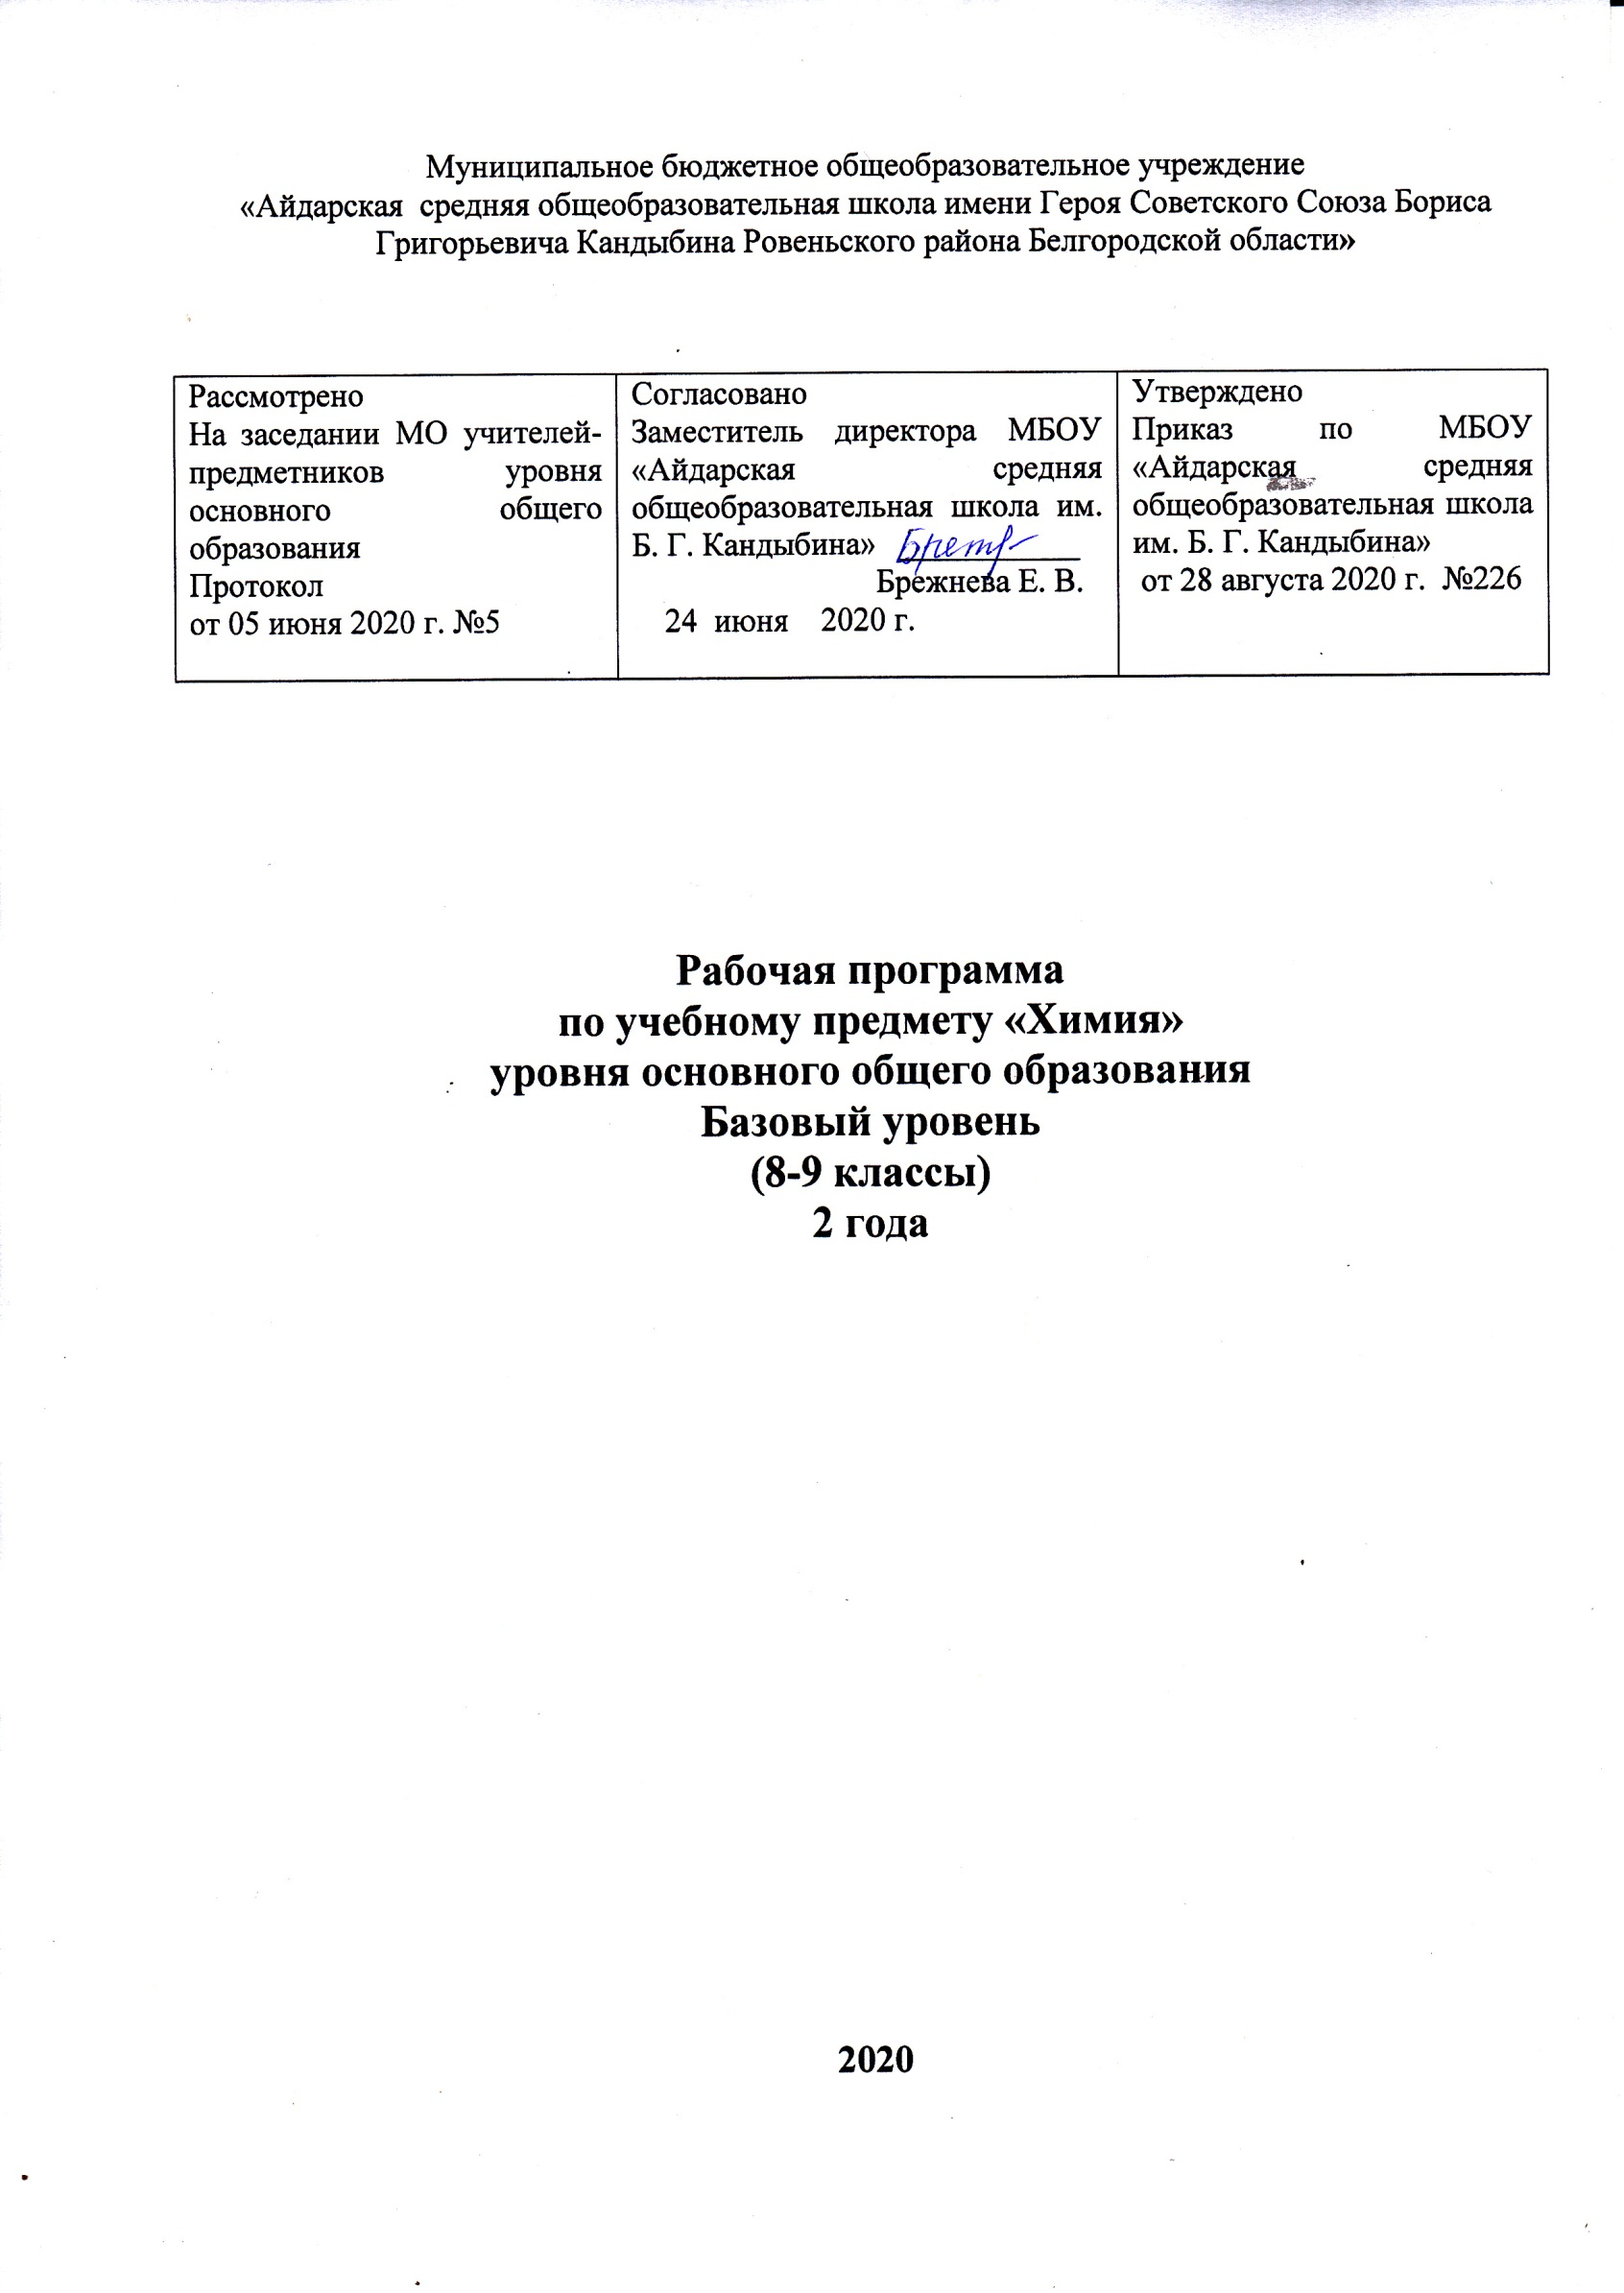 Муниципальное бюджетное общеобразовательное учреждение
«Айдарская средняя общеобразовательная школа имени Героя Советского Союза Бориса
Григорьевича Кандыбина Ровеньского района Белгородской области»
Рассмотрено
На заседании МО учителей-
предметников уровня
основного общего
образования
Протокол
от 05 июня 2020 г. №5
Согласовано
Заместитель директора МБОУ
«Айдарская средняя
общеобразовательная школа им.
Б. Г. Кандыбина»
Брежнева Е. В.
24 июня 2020 г.
Утверждено
Приказ по МБОУ
«Айдарская средняя
общеобразовательная школа
им. Б. Г. Кандыбина»
от 28 августа 2020 г. №226
Рабочая программа
по учебному предмету «Химия»
уровня основного общего образования
Базовый уровень
(8-9 классы)
2 года
2020